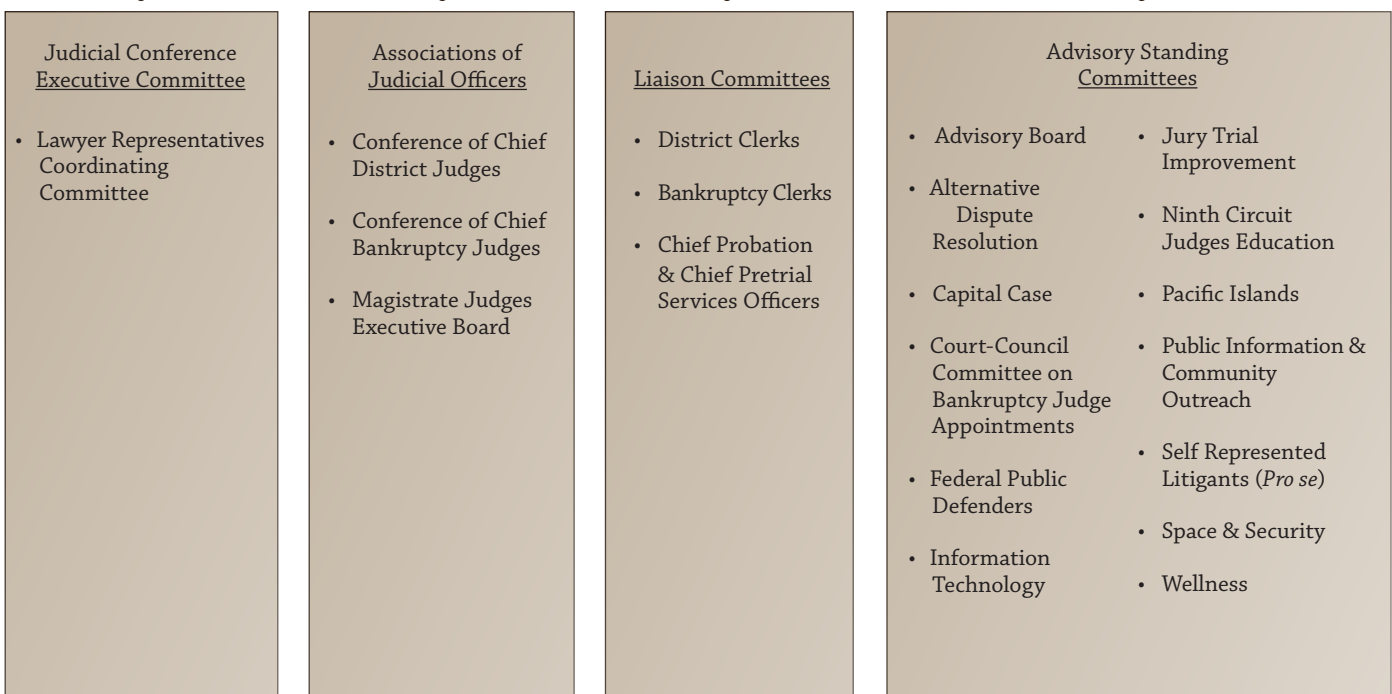 Judicial Conference
Executive Committee
• Lawyer Representatives
Coordinating
Committee
Associations of
Judicial Officers
• Conference of Chief
District Judges
• Conference of Chief
Bankruptcy Judges
• Magistrate Judges
Executive Board
Liaison Committees
• District Clerks
• Bankruptcy Clerks
• Chief Probation
& Chief Pretrial
Services Officers
Advisory Standing
Committees
• Advisory Board
• Alternative
Dispute
Resolution
• Capital Case
• Court-Council
Committee on
Bankruptcy Judge
Appointments
• Federal Public
Defenders
• Information
Technology
• Jury Trial
Improvement
• Ninth Circuit
Judges Education
• Pacific Islands
• Public Information &
Community
Outreach
• Self Represented
Litigants (Pro se)
• Space & Security
• Wellness